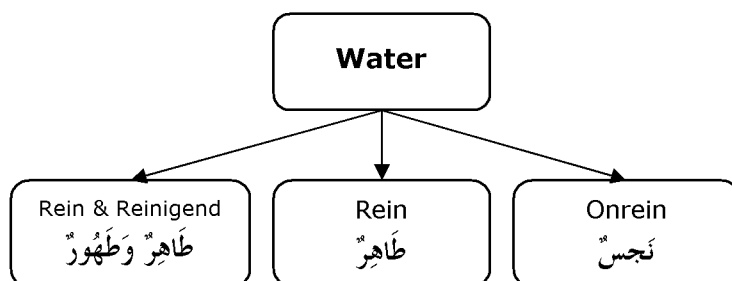 Water
Rein & Reinigend
طَاهِرٌ وَطَهُورٌ
Rein
طَاهِرٌ
Onrein
نَجسٌ